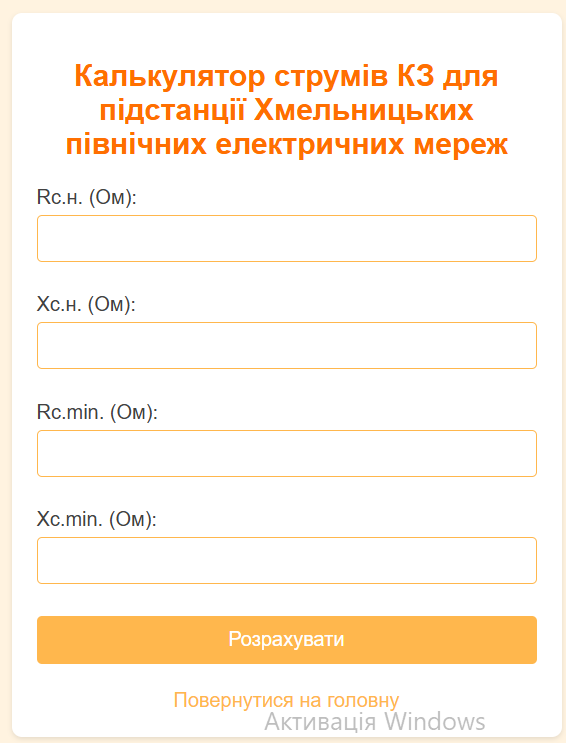 Калькулятор струмів КЗ для
підстанції Хмельницьких
північних електричних мереж
Rс.н. (Ом):
Xс.н. (Ом):
Rс.min. (Ом):
Xс.min. (Ом):
Розрахувати
Повернутися на головну
Активація Windows